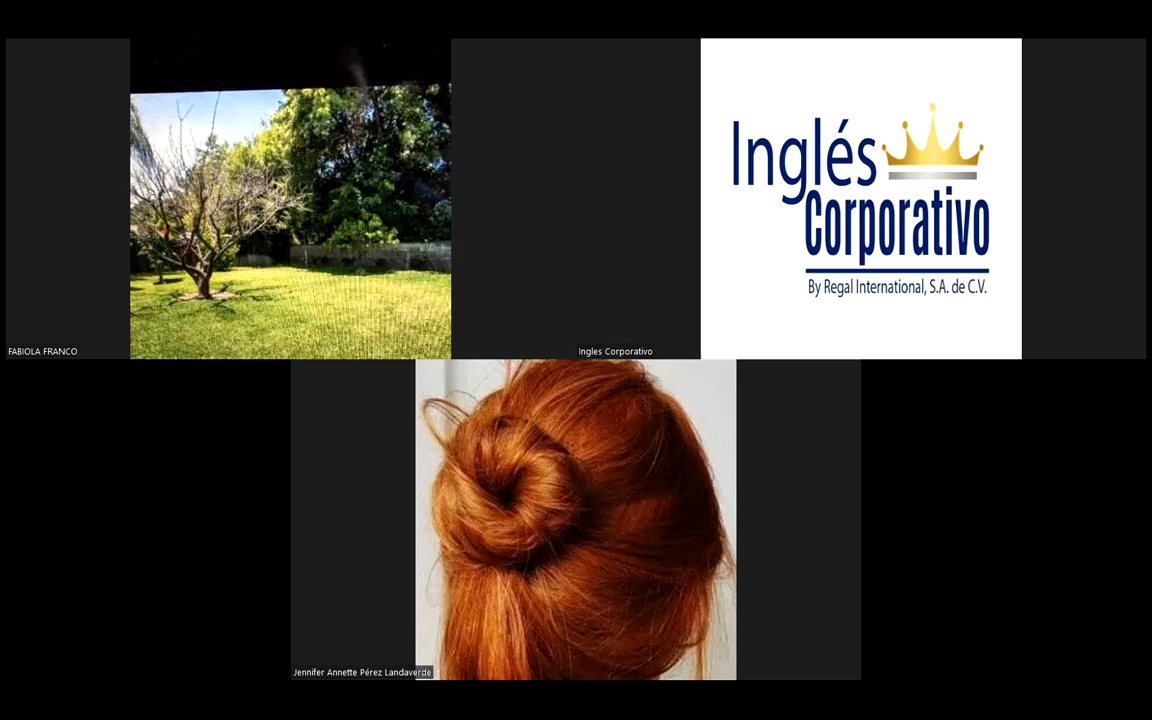 Inglés
Corporativo
By Regal International, S.A. de C.V.
FABIOLA FRANCO
Ingles Corporativo
Jennifer Annette Pérez Landaverde